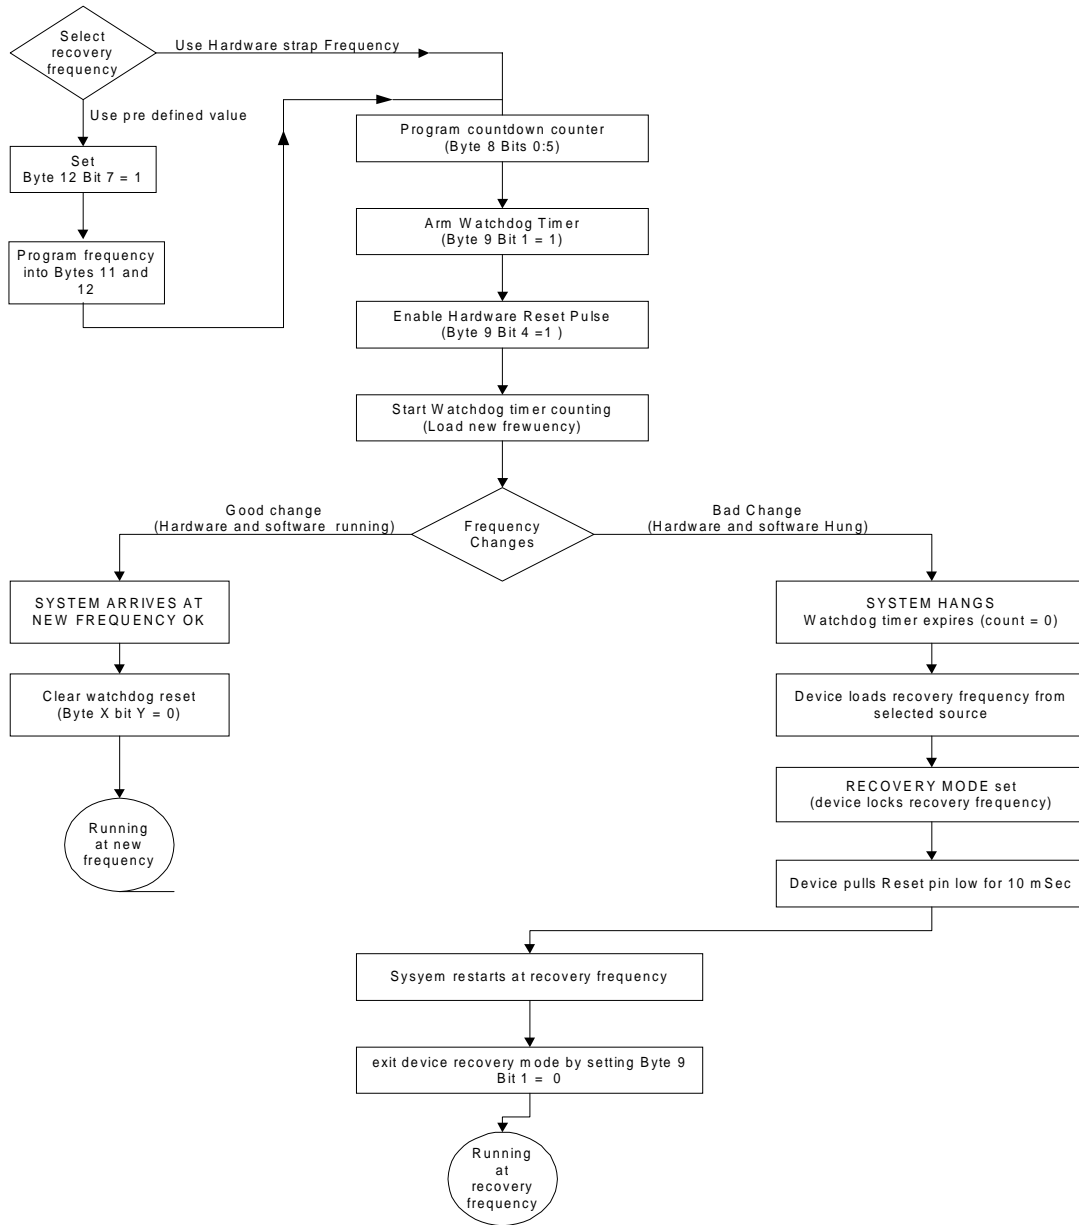 Select
recovery
frequency
Use Hardware strap Frequency
Use pre defined value
Set
Byte 12 Bit 7 = 1
Program frequency
into Bytes 11 and
12
Program countdown counter
(Byte 8 Bits 0:5)
Arm Watchdog Timer
(Byte 9 Bit 1 = 1)
Enable Hardware Reset Pulse
(Byte 9 Bit 4 =1 )
Start Watchdog timer counting
(Load new frewuency)
Frequency
Changes
Good change
(Hardware and software running)
Bad Change
(Hardware and software Hung)
SYSTEM ARRIVES AT
NEW FREQUENCY OK
Clear watchdog reset
(Byte X bit Y = 0)
Running
at new
frequency
SYSTEM HANGS
Watchdog timer expires (count = 0)
Device loads recovery frequency from
selected source
RECOVERY MODE set
(device locks recovery frequency)
Device pulls Reset pin low for 10 mSec
Sysyem restarts at recovery frequency
exit device recovery mode by setting Byte 9
Bit 1 = 0
Running
at
recovery
frequency